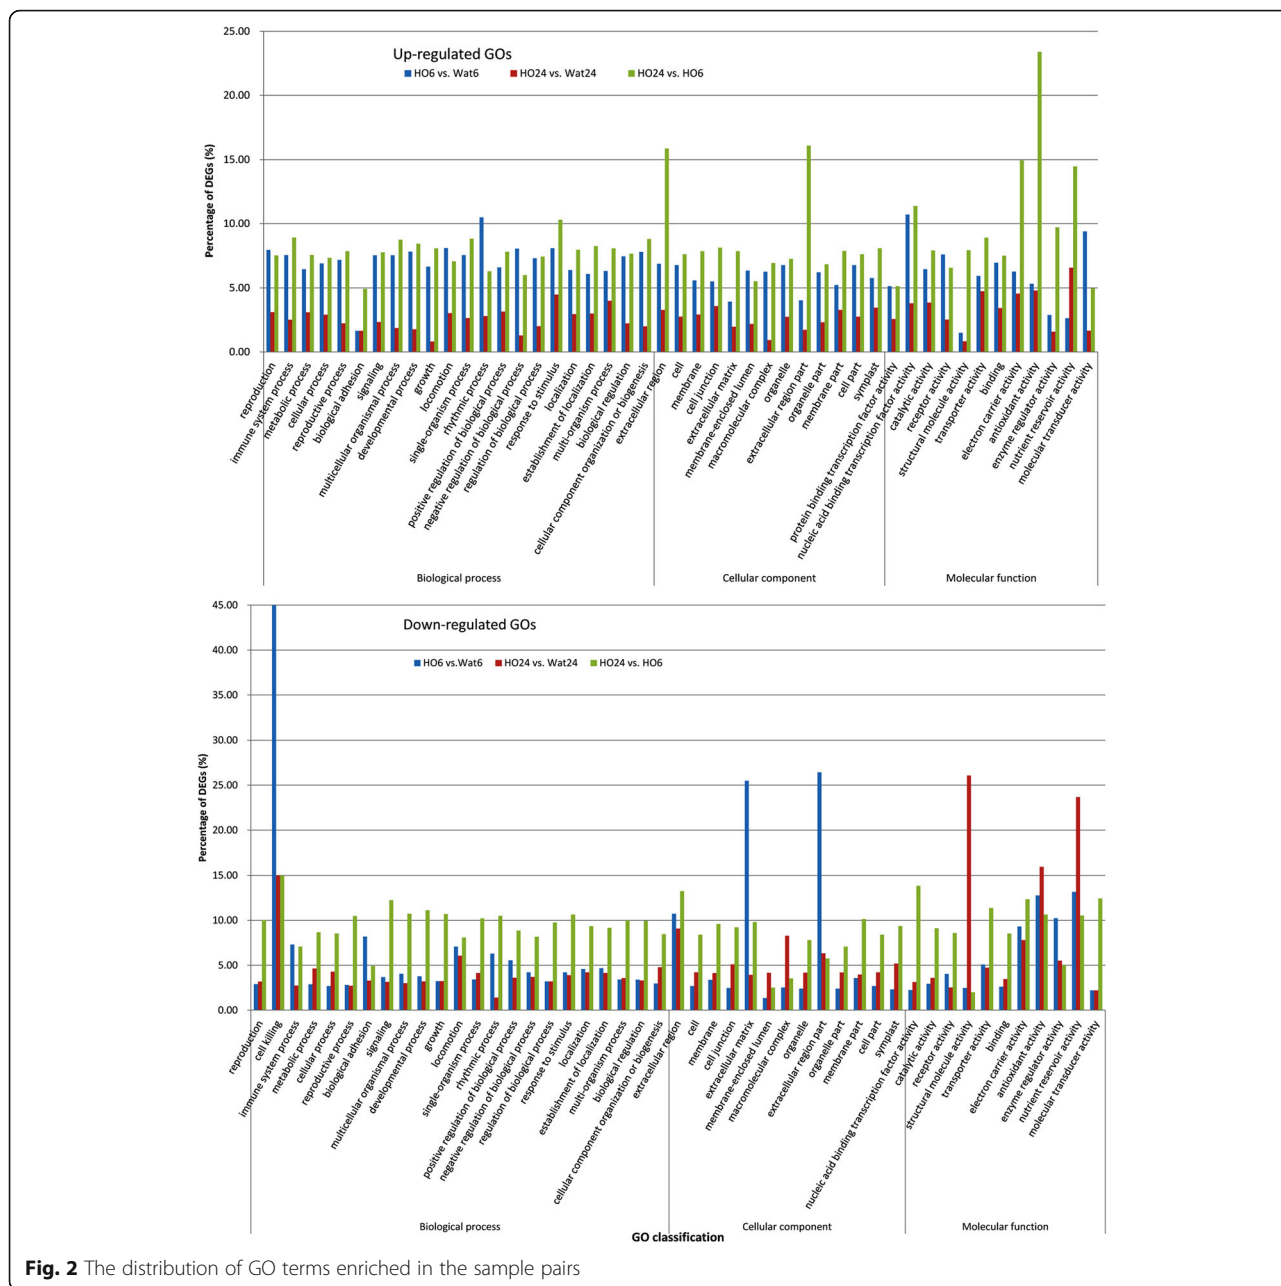 25.00
Up-regulated GOs
HO6 vs. Wat6 HO24 vs. Wat24 HO24 vs. HO6
20.00
15.00
10.00
5.00
0.00
Percentage of DEGs (%)
reproduction
immune system process
metabolic process
cellular process
reproductive process
biological adhesion
signaling
multicellular organismal process
developmental process
growth
locomotion
single-organism process
rhythmic process
positive regulation of biological process
negative regulation of biological process
regulation of biological process
response to stimulus
localization
establishment of localization
multi-organism process
biological regulation
cellular component organization or biogenesis
extracellular region
cell
membrane
cell junction
extracellular matrix
membrane-enclosed lumen
macromolecular complex
organelle
extracellular region part
organelle part
membrane part
cell part
symplast
protein binding transcription factor activity
nucleic acid binding transcription factor activity
catalytic activity
receptor activity
structural molecule activity
transporter activity
binding
electron carrier activity
antioxidant activity
enzyme regulator activity
nutrient reservoir activity
molecular transducer activity
Biological process Cellular component Molecular function
45.00
Down-regulated GOs
40.00
HO6 vs.Wat6 HO24 vs. Wat24 HO24 vs. HO6
35.00
30.00
25.00
20.00
15.00
10.00
5.00
0.00
Percentage of DEGs (%)
reproduction
cell killing
immune system process
metabolic process
cellular process
reproductive process
biological adhesion
signaling
multicellular organismal process
developmental process
growth
locomotion
single-organism process
rhythmic process
positive regulation of biological process
negative regulation of biological process
regulation of biological process
response to stimulus
localization
establishment of localization
multi-organism process
biological regulation
cellular component organization or biogenesis
extracellular region
cell
membrane
cell junction
extracellular matrix
membrane-enclosed lumen
macromolecular complex
organelle
extracellular region part
organelle part
membrane part
cell part
symplast
nucleic acid binding transcription factor activity
catalytic activity
receptor activity
structural molecule activity
transporter activity
binding
electron carrier activity
antioxidant activity
enzyme regulator activity
nutrient reservoir activity
molecular transducer activity
Biological process Cellular component Molecular function
GO classification
Fig. 2 The distribution of GO terms enriched in the sample pairs